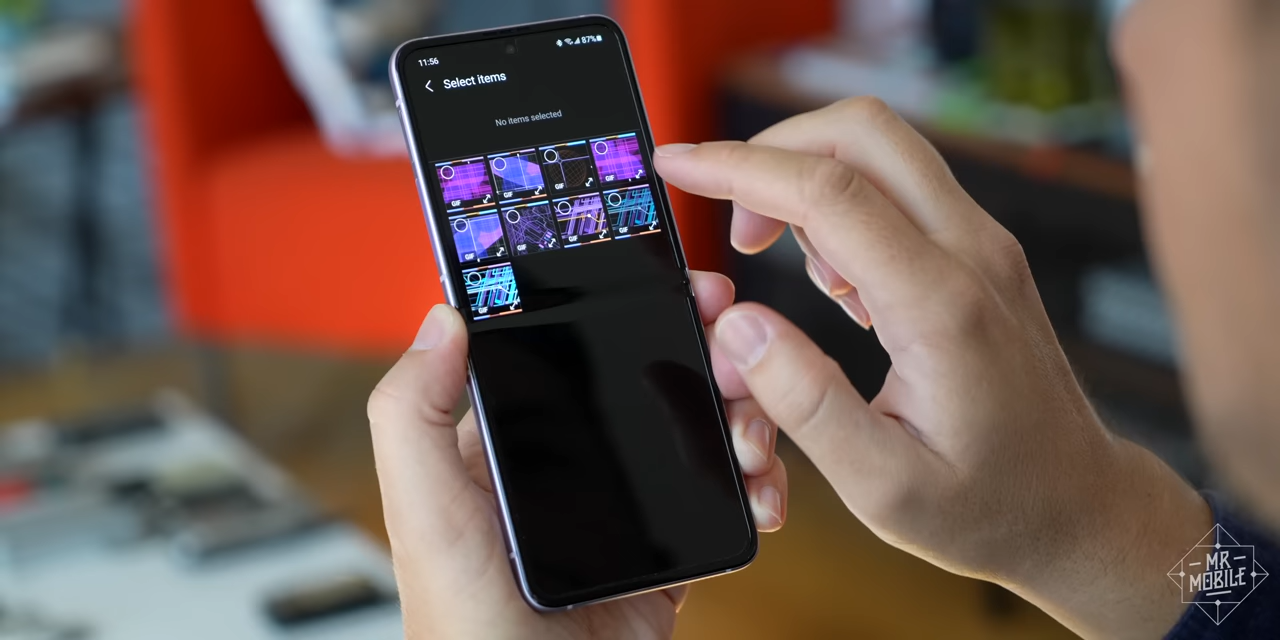 11:56
87%
Select items
No items selected
GIF
GIF
GIF
GIF
GIF
GIF
GIF
GIF
GIF
MR
MOBILE